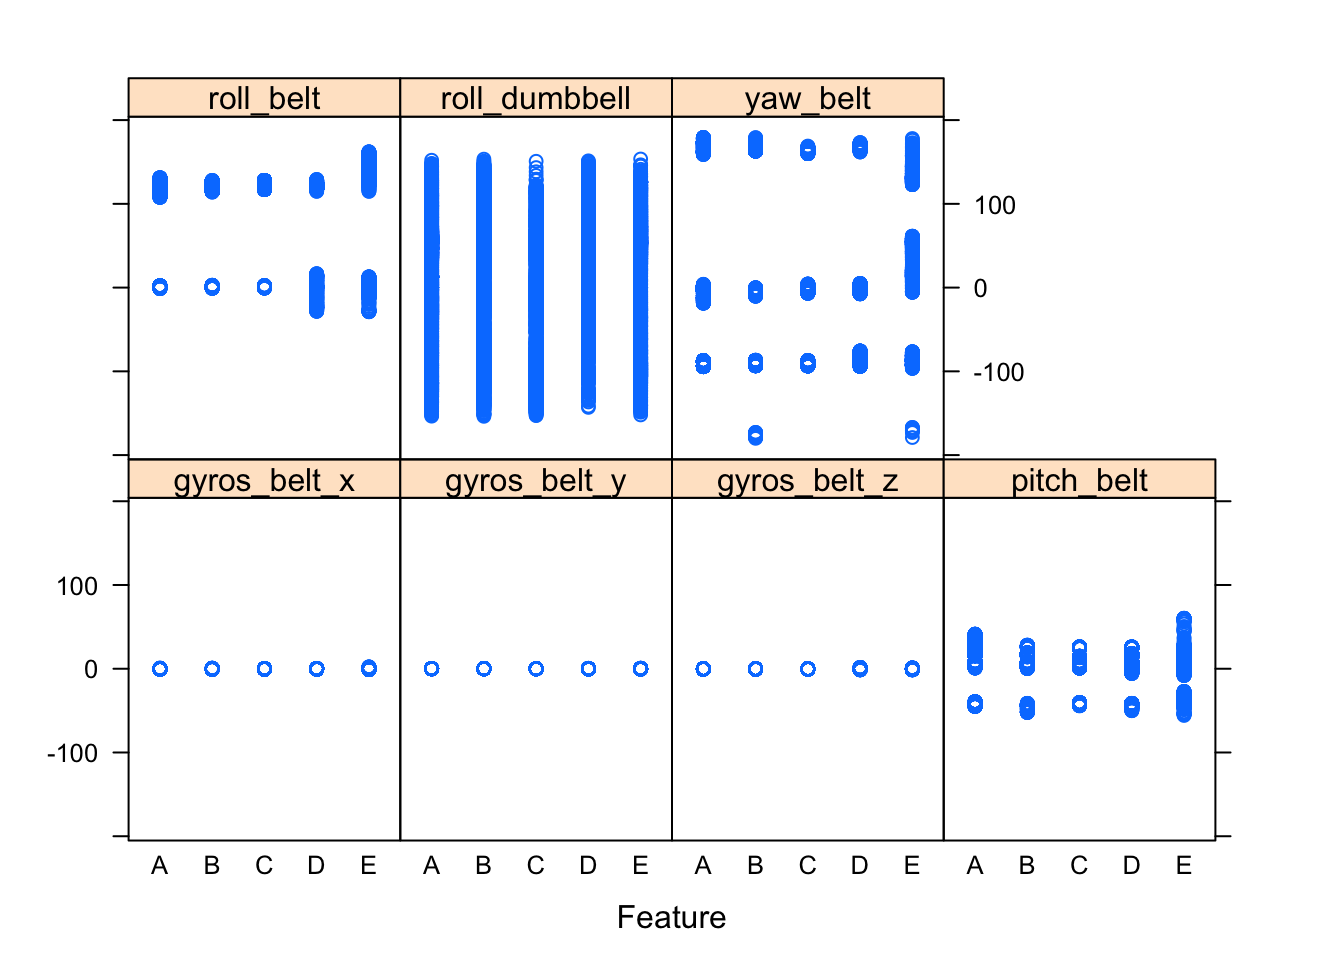 roll_belt roll_dumbbell yaw_belt
100
0
-100
gyros_belt_x gyros_belt_y gyros_belt_z pitch_belt
100
0
-100
A B C D E A B C D E A B C D E A B C D E
Feature